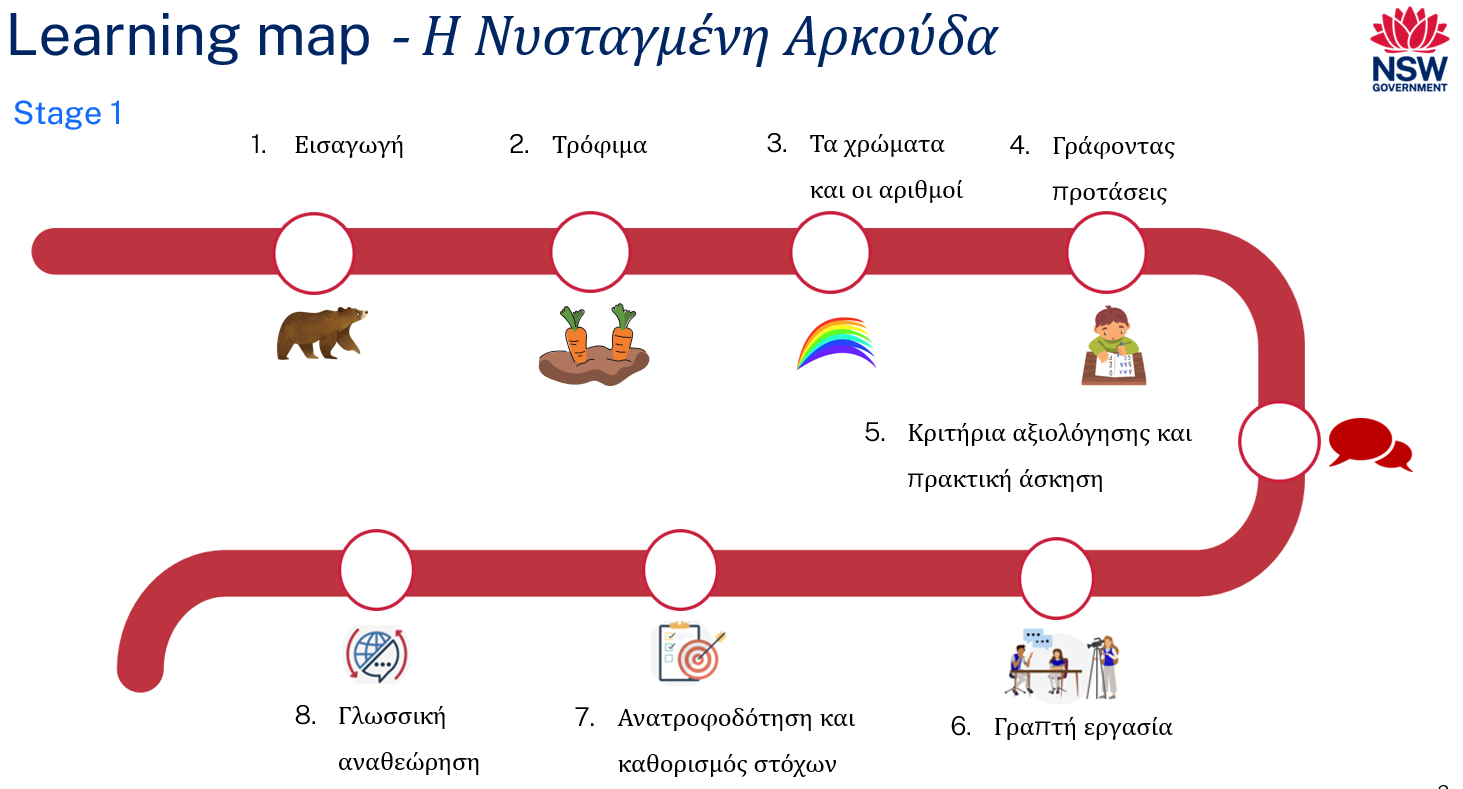 Learning map - Η Νυσταγμένη Αρκούδα
NSW
GOVERNMENT
Stage 1
1. Εισαγωγή
2. Τρόφιμα
3. Τα χρώματα
και οι αριθμοί
4. Γράφοντας
προτάσεις
5. Κριτήρια αξιολόγησης και
πρακτική άσκηση
6. Γραπτή εργασία
7. Ανατροφοδότηση και
καθορισμός στόχων
8. Γλωσσική
αναθεώρηση